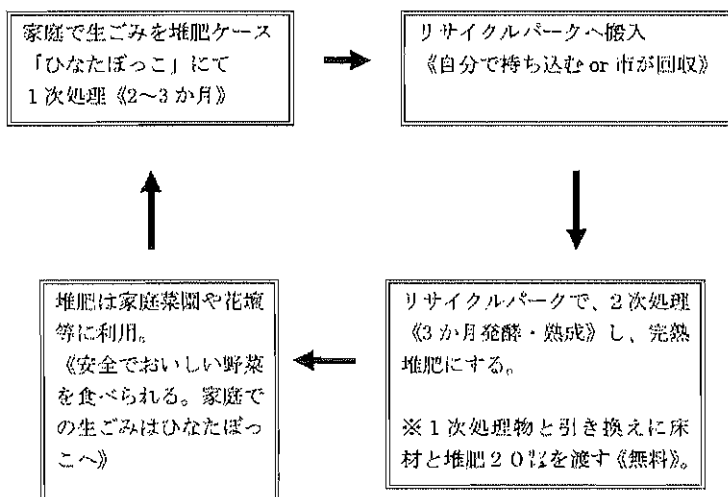 家庭で生ごみを堆肥ケース
「ひなたぼっこ」にて
1次処理《2～3か月》
リサイクルパークへ搬入
《自分で持ち込む or 市が回収》
リサイクルパークで、2次処理
《3か月発酵・熟成》し、完熟
堆肥にする。
※1次処理物と引き換えに床
材と堆肥20㍑を渡す《無料》。
堆肥は家庭菜園や花壇
等に利用。
《安全でおいしい野菜
を食べられる。家庭で
の生ごみはひなたぼっ
こへ》